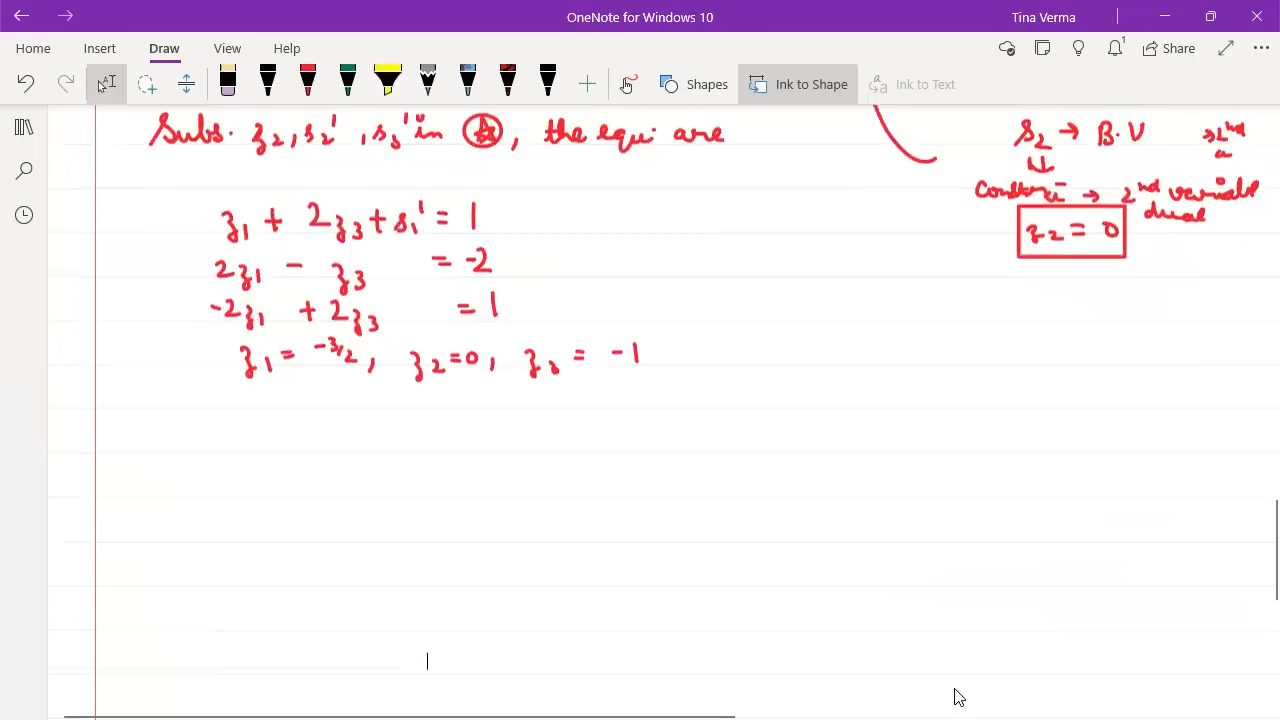 OneNote for Windows 10
Tina Verma
Home Insert Draw View Help
Share
Shapes
Ink to Shape
Ink to Text
Subs. z₂, s₂', s₃' in ☆, the equ. are
z₁ + 2z₃ + s₁' = 1
2z₁ - z₃ = -2
-2z₁ + 2z₃ = 1
z₁ = -3/2, z₂ = 0, z₃ = -1
s₂ → B.V
→ 2nd
↓
→ 2nd variable
dual
z₂ = 0